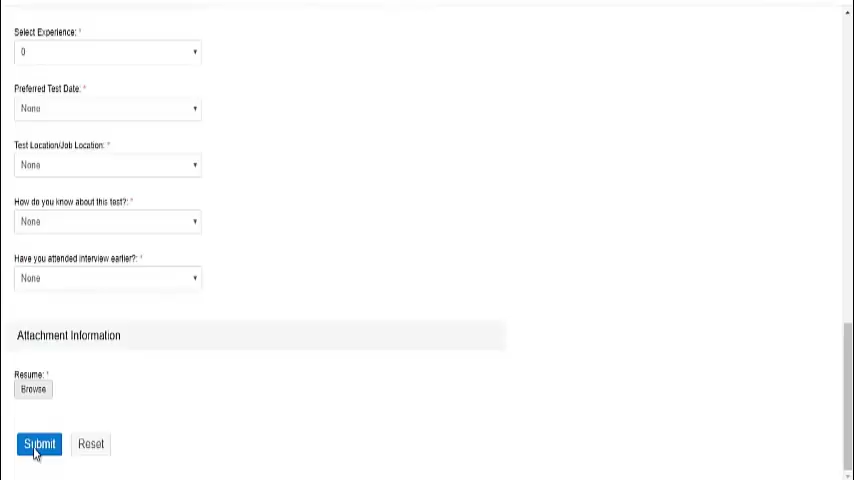 Select Experience: *
0
Preferred Test Date: *
None
Test Location/Job Location: *
None
How do you know about this test?: *
None
Have you attended interview earlier?: *
None
Attachment Information
Resume: *
Browse
Submit Reset